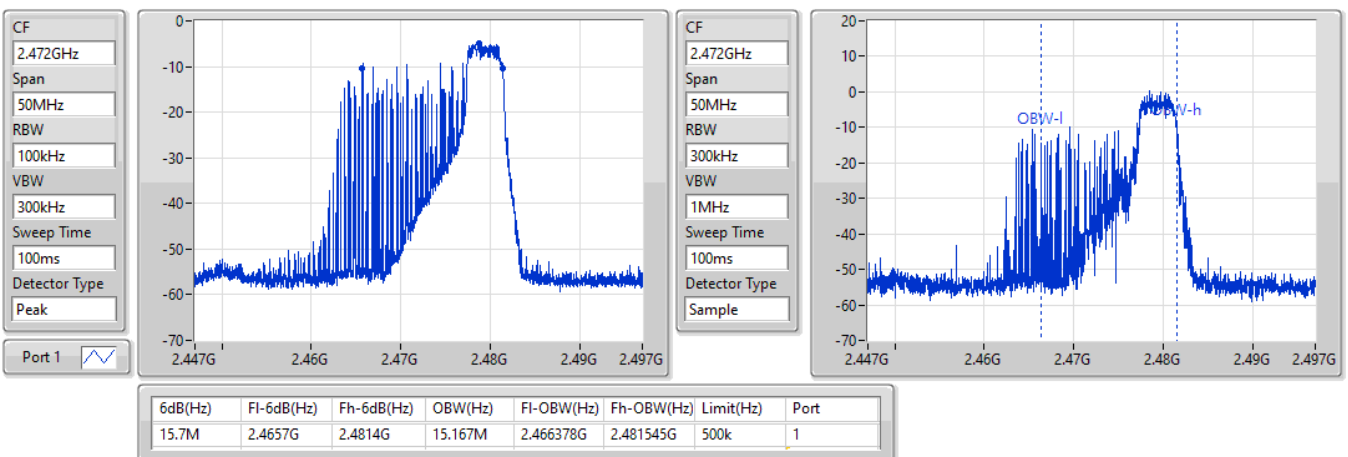 CF
2.472GHz
Span
50MHz
RBW
100kHz
VBW
300kHz
Sweep Time
100ms
Detector Type
Peak
Port 1
0
-10
-20
-30
-40
-50
-60
-70
2.447G 2.46G 2.47G 2.48G 2.49G 2.497G
CF
2.472GHz
Span
50MHz
RBW
300kHz
VBW
1MHz
Sweep Time
100ms
Detector Type
Sample
20
10
0
-10
-20
-30
-40
-50
-60
-70
OBW-l
OBW-h
2.447G 2.46G 2.47G 2.48G 2.49G 2.497G
6dB(Hz) Fl-6dB(Hz) Fh-6dB(Hz) OBW(Hz) Fl-OBW(Hz) Fh-OBW(Hz) Limit(Hz) Port
15.7M 2.4657G 2.4814G 15.167M 2.466378G 2.481545G 500k 1